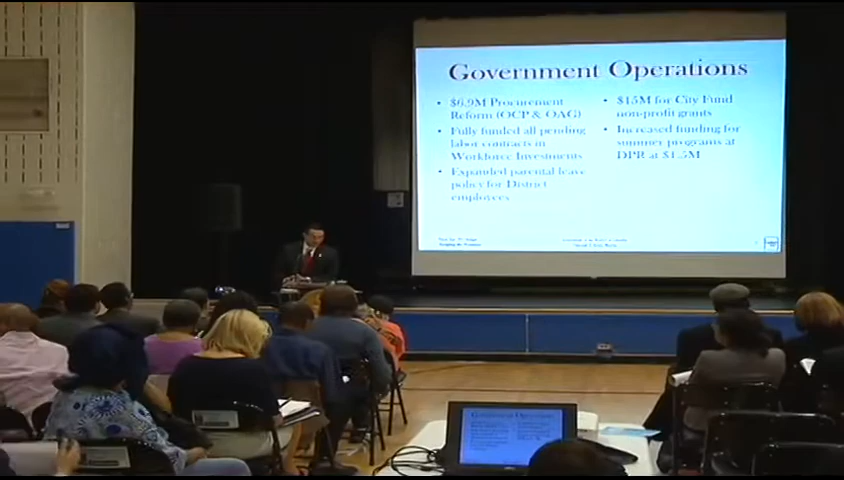 Government Operations
• $6.9M Procurement
Reform (OCP & OAG)
• Fully funded all pending
labor contracts in
Workforce Investments
• Expanded parental leave
policy for District
employees
• $15M for City Fund
non-profit grants
• Increased funding for
summer programs at
DPR at $1.5M
Government Operations